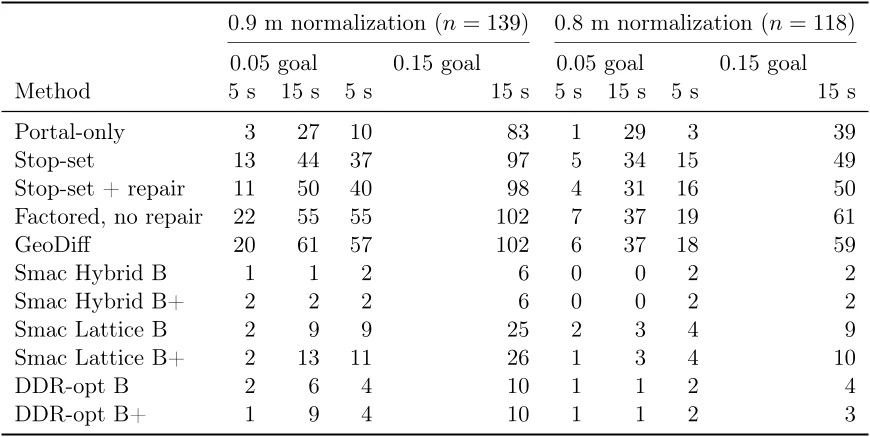 0.9 m normalization (n = 139) 0.8 m normalization (n = 118)
0.05 goal 0.15 goal 0.05 goal 0.15 goal
Method 5 s 15 s 5 s 15 s 5 s 15 s 5 s 15 s
Portal-only 3 27 10 83 1 29 3 39
Stop-set 13 44 37 97 5 34 15 49
Stop-set + repair 11 50 40 98 4 31 16 50
Factored, no repair 22 55 55 102 7 37 19 61
GeoDiff 20 61 57 102 6 37 18 59
Smac Hybrid B 1 1 2 6 0 0 2 2
Smac Hybrid B+ 2 2 2 6 0 0 2 2
Smac Lattice B 2 9 9 25 2 3 4 9
Smac Lattice B+ 2 13 11 26 1 3 4 10
DDR-opt B 2 6 4 10 1 1 2 4
DDR-opt B+ 1 9 4 10 1 1 2 3